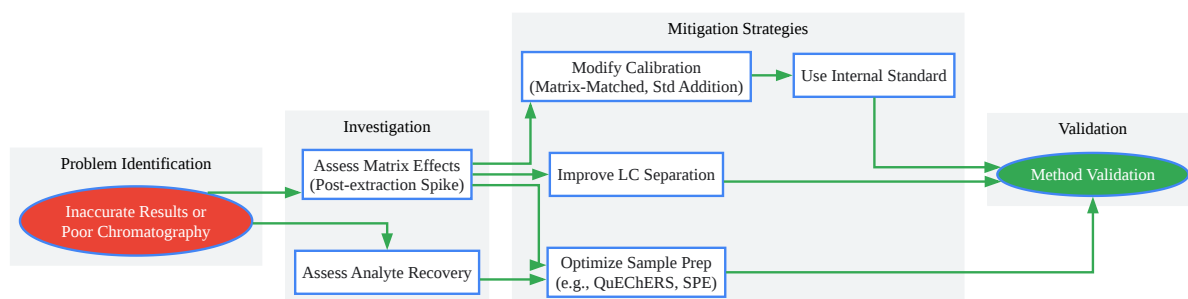 Problem Identification
Inaccurate Results or
Poor Chromatography
Investigation
Assess Matrix Effects
(Post-extraction Spike)
Assess Analyte Recovery
Mitigation Strategies
Modify Calibration
(Matrix-Matched, Std Addition)
Use Internal Standard
Improve LC Separation
Optimize Sample Prep
(e.g., QuEChERS, SPE)
Validation
Method Validation